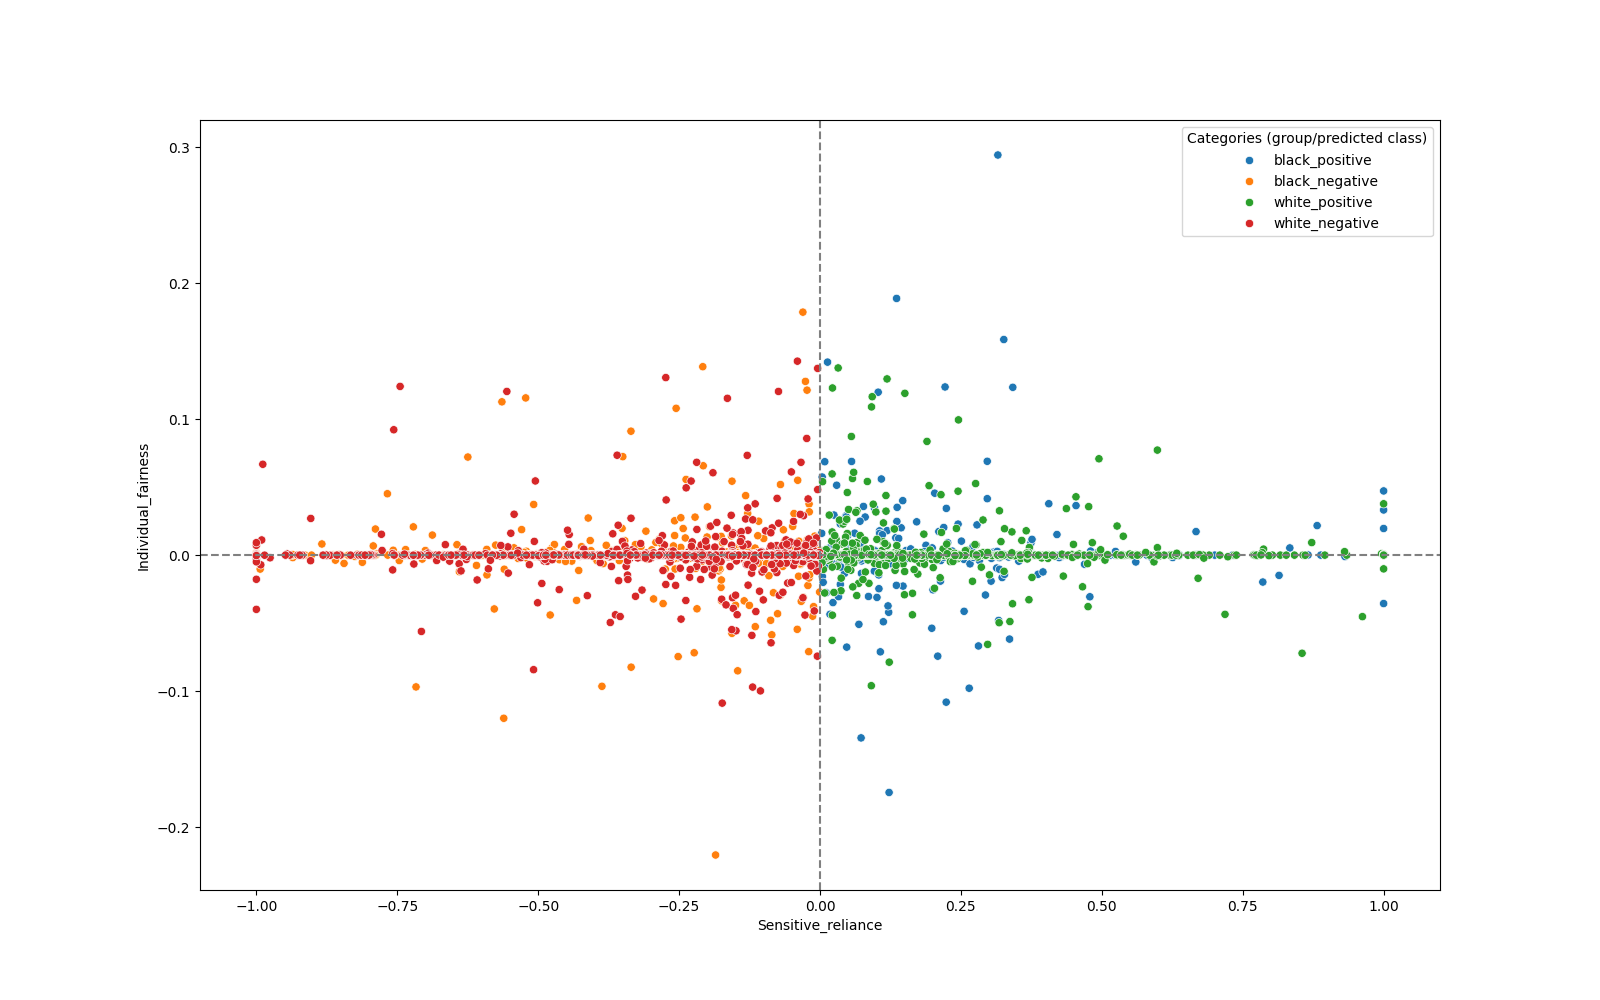 Categories (group/predicted class)
black_positive
black_negative
white_positive
white_negative
Individual_fairness
0.3
0.2
0.1
0.0
−0.1
−0.2
−1.00 −0.75 −0.50 −0.25 0.00 0.25 0.50 0.75 1.00
Sensitive_reliance